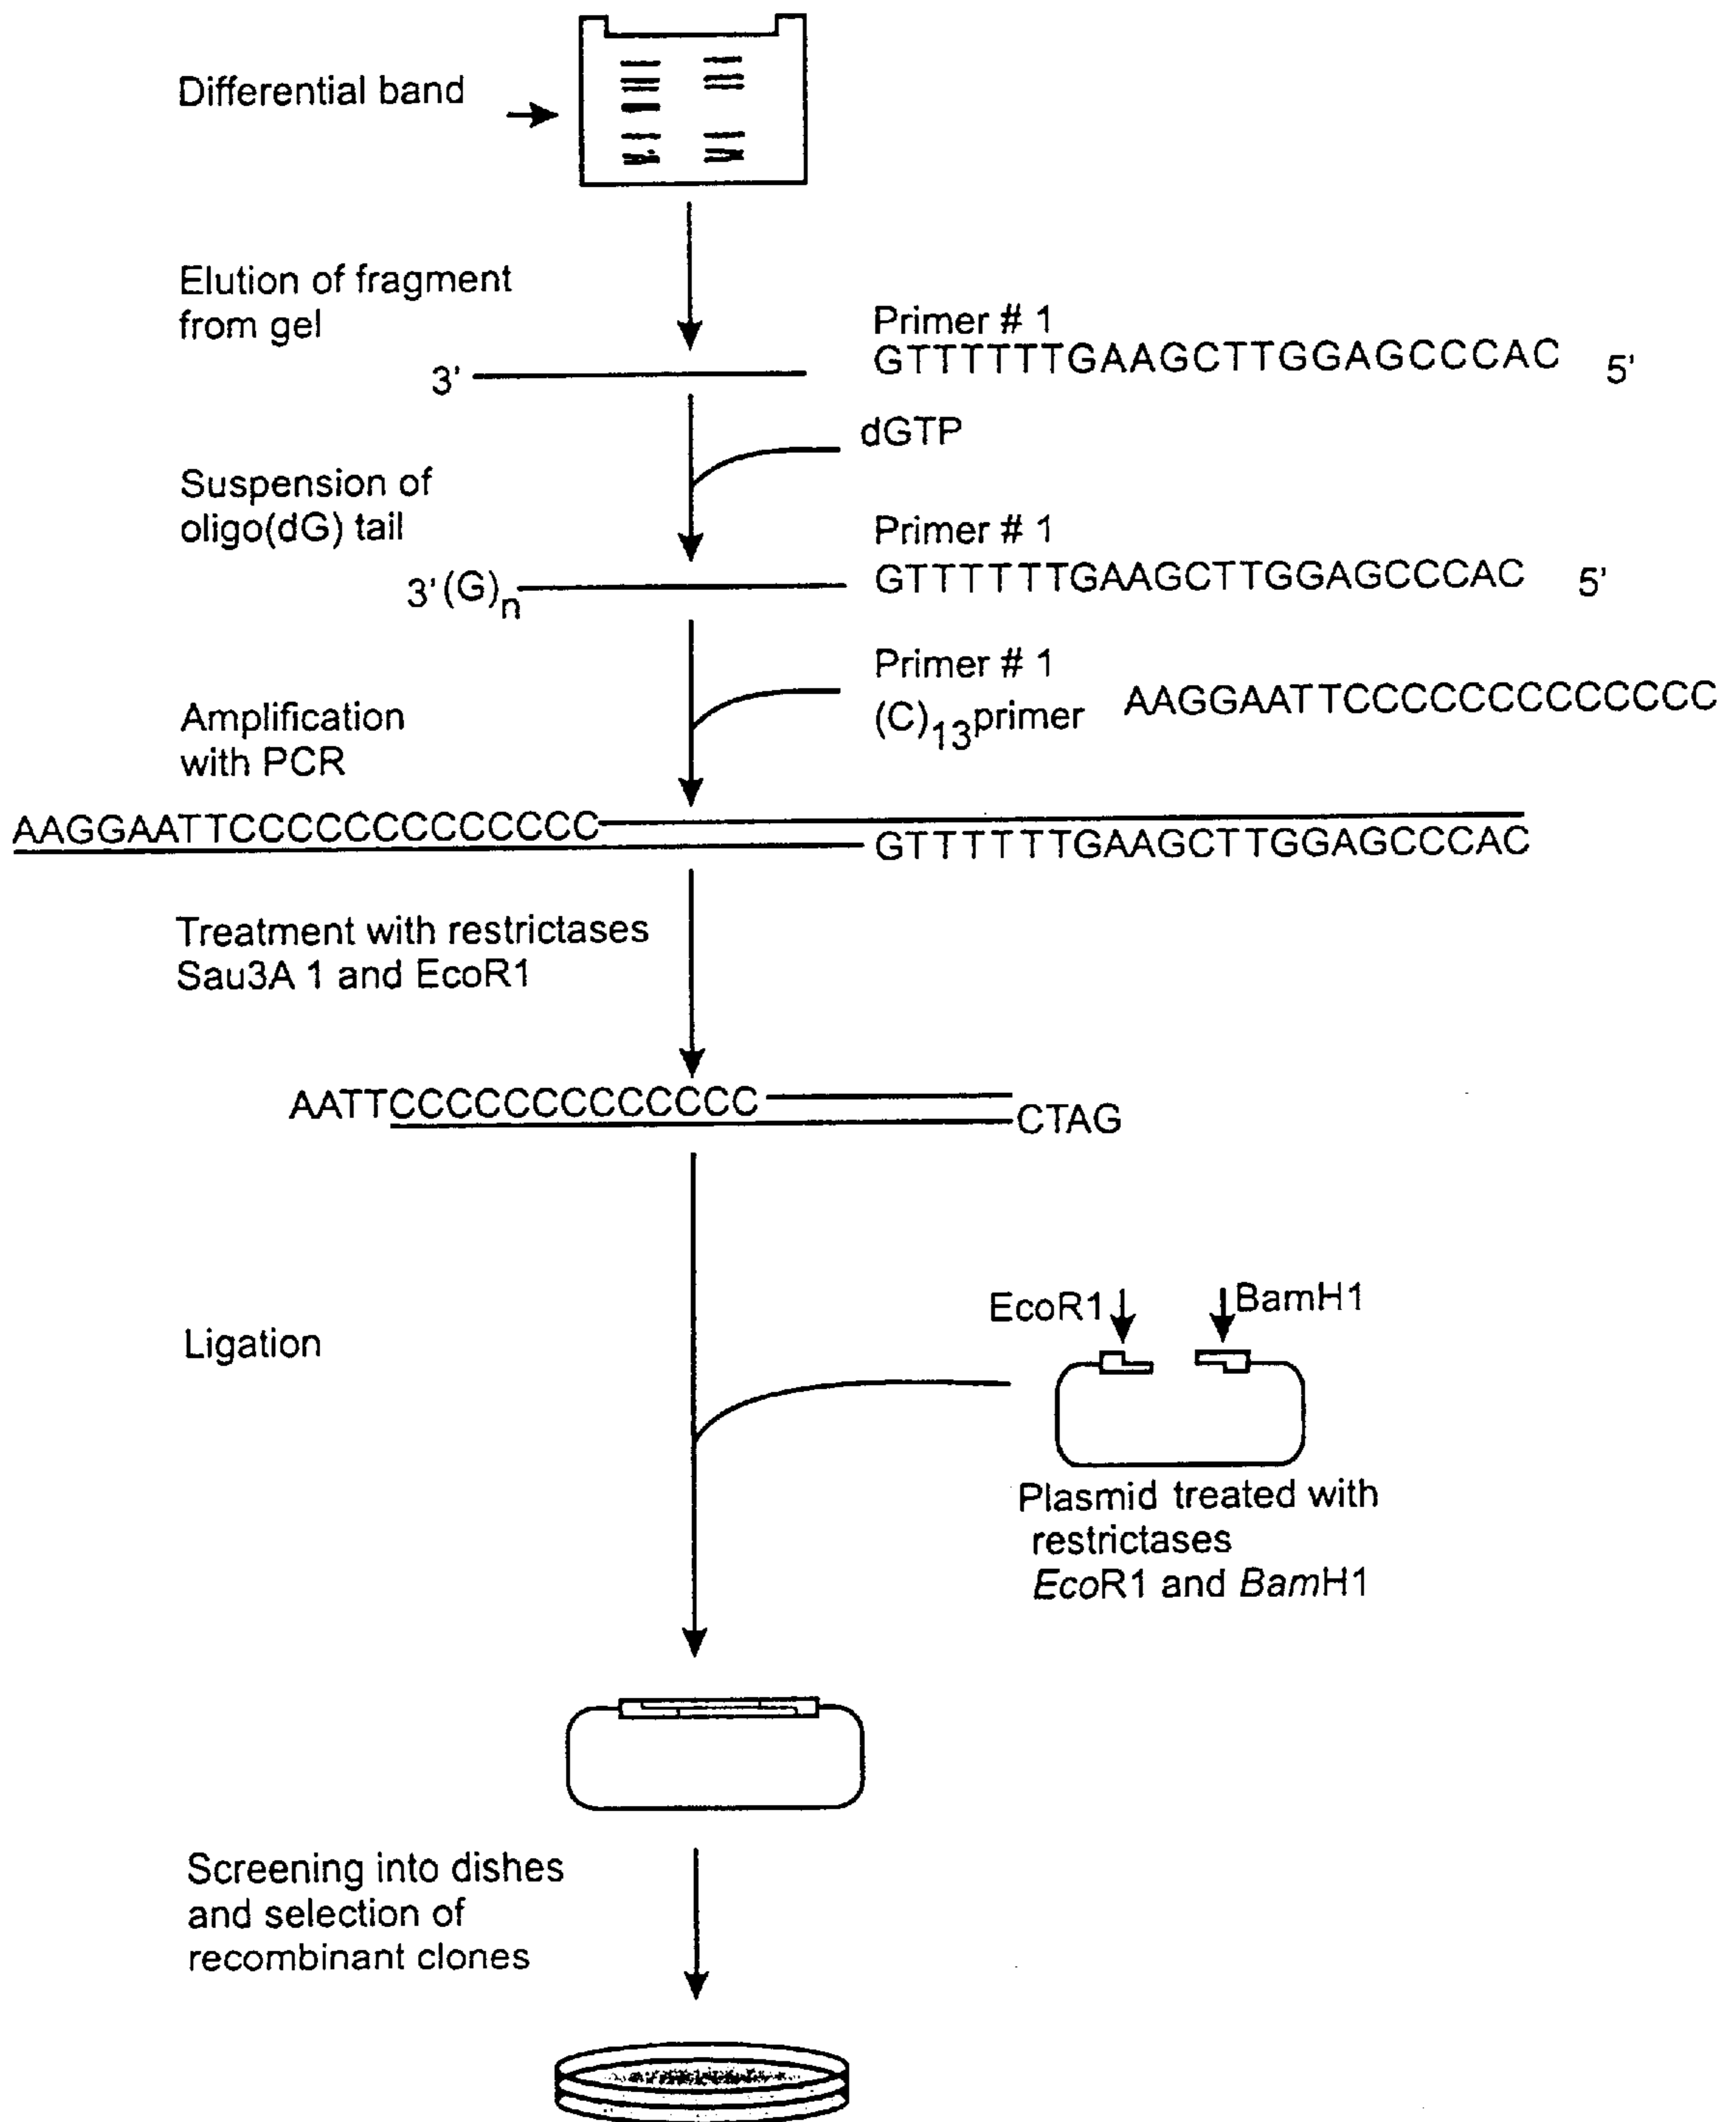 Differential band
Elution of fragment
from gel
Primer # 1
GTTTTTTGAAGCTTGGAGCCCAC 5'
3'
dGTP
Suspension of
oligo(dG) tail
Primer # 1
GTTTTTTGAAGCTTGGAGCCCAC 5'
3' (G)n
Primer # 1
(C)13primer AAGGAATTCCCCCCCCCCCCC
Amplification
with PCR
AAGGAATTCCCCCCCCCCCCC
GTTTTTTGAAGCTTGGAGCCCAC
Treatment with restrictases
Sau3A 1 and EcoR1
AATTCCCCCCCCCCCCC
CTAG
EcoR1 BamH1
Ligation
Plasmid treated with
restrictases
EcoR1 and BamH1
Screening into dishes
and selection of
recombinant clones